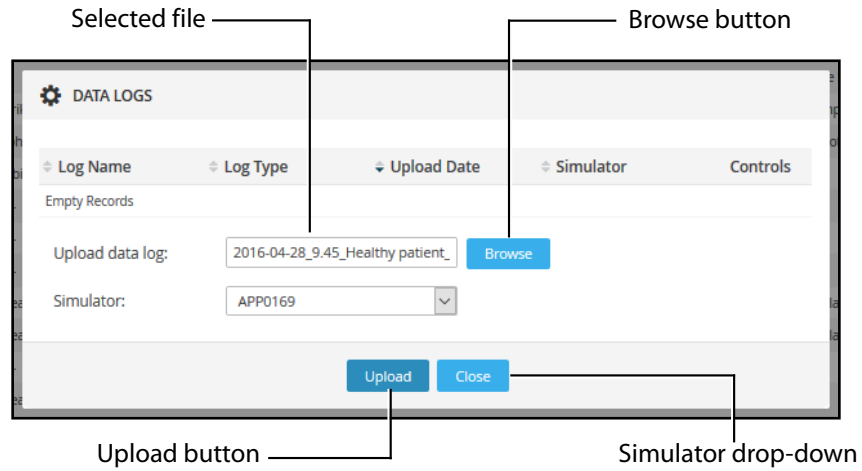 Selected file Browse button
DATA LOGS
Log Name Log Type Upload Date Simulator Controls
Empty Records
Upload data log: 2016-04-28_9.45_Healthy patient_ Browse
Simulator: APP0169
Upload Close
Upload button Simulator drop-down